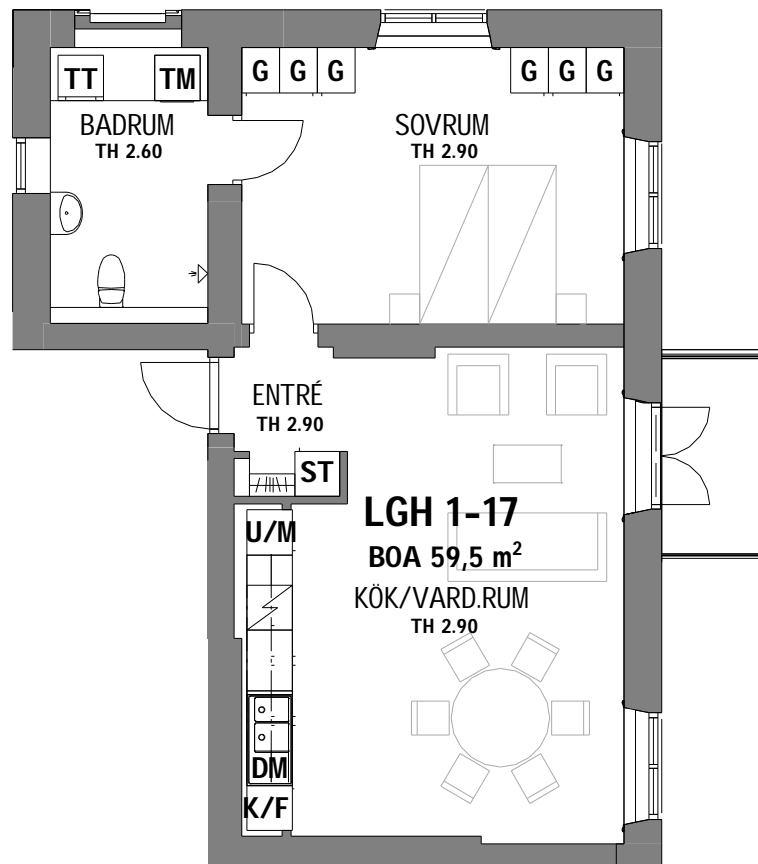 TT
TM
G
G
G
G
G
G
BADRUM
TH 2.60
SOVRUM
TH 2.90
ENTRÉ
TH 2.90
ST
LGH 1-17
BOA 59,5 m²
KÖK/VARD.RUM
TH 2.90
U/M
DM
K/F